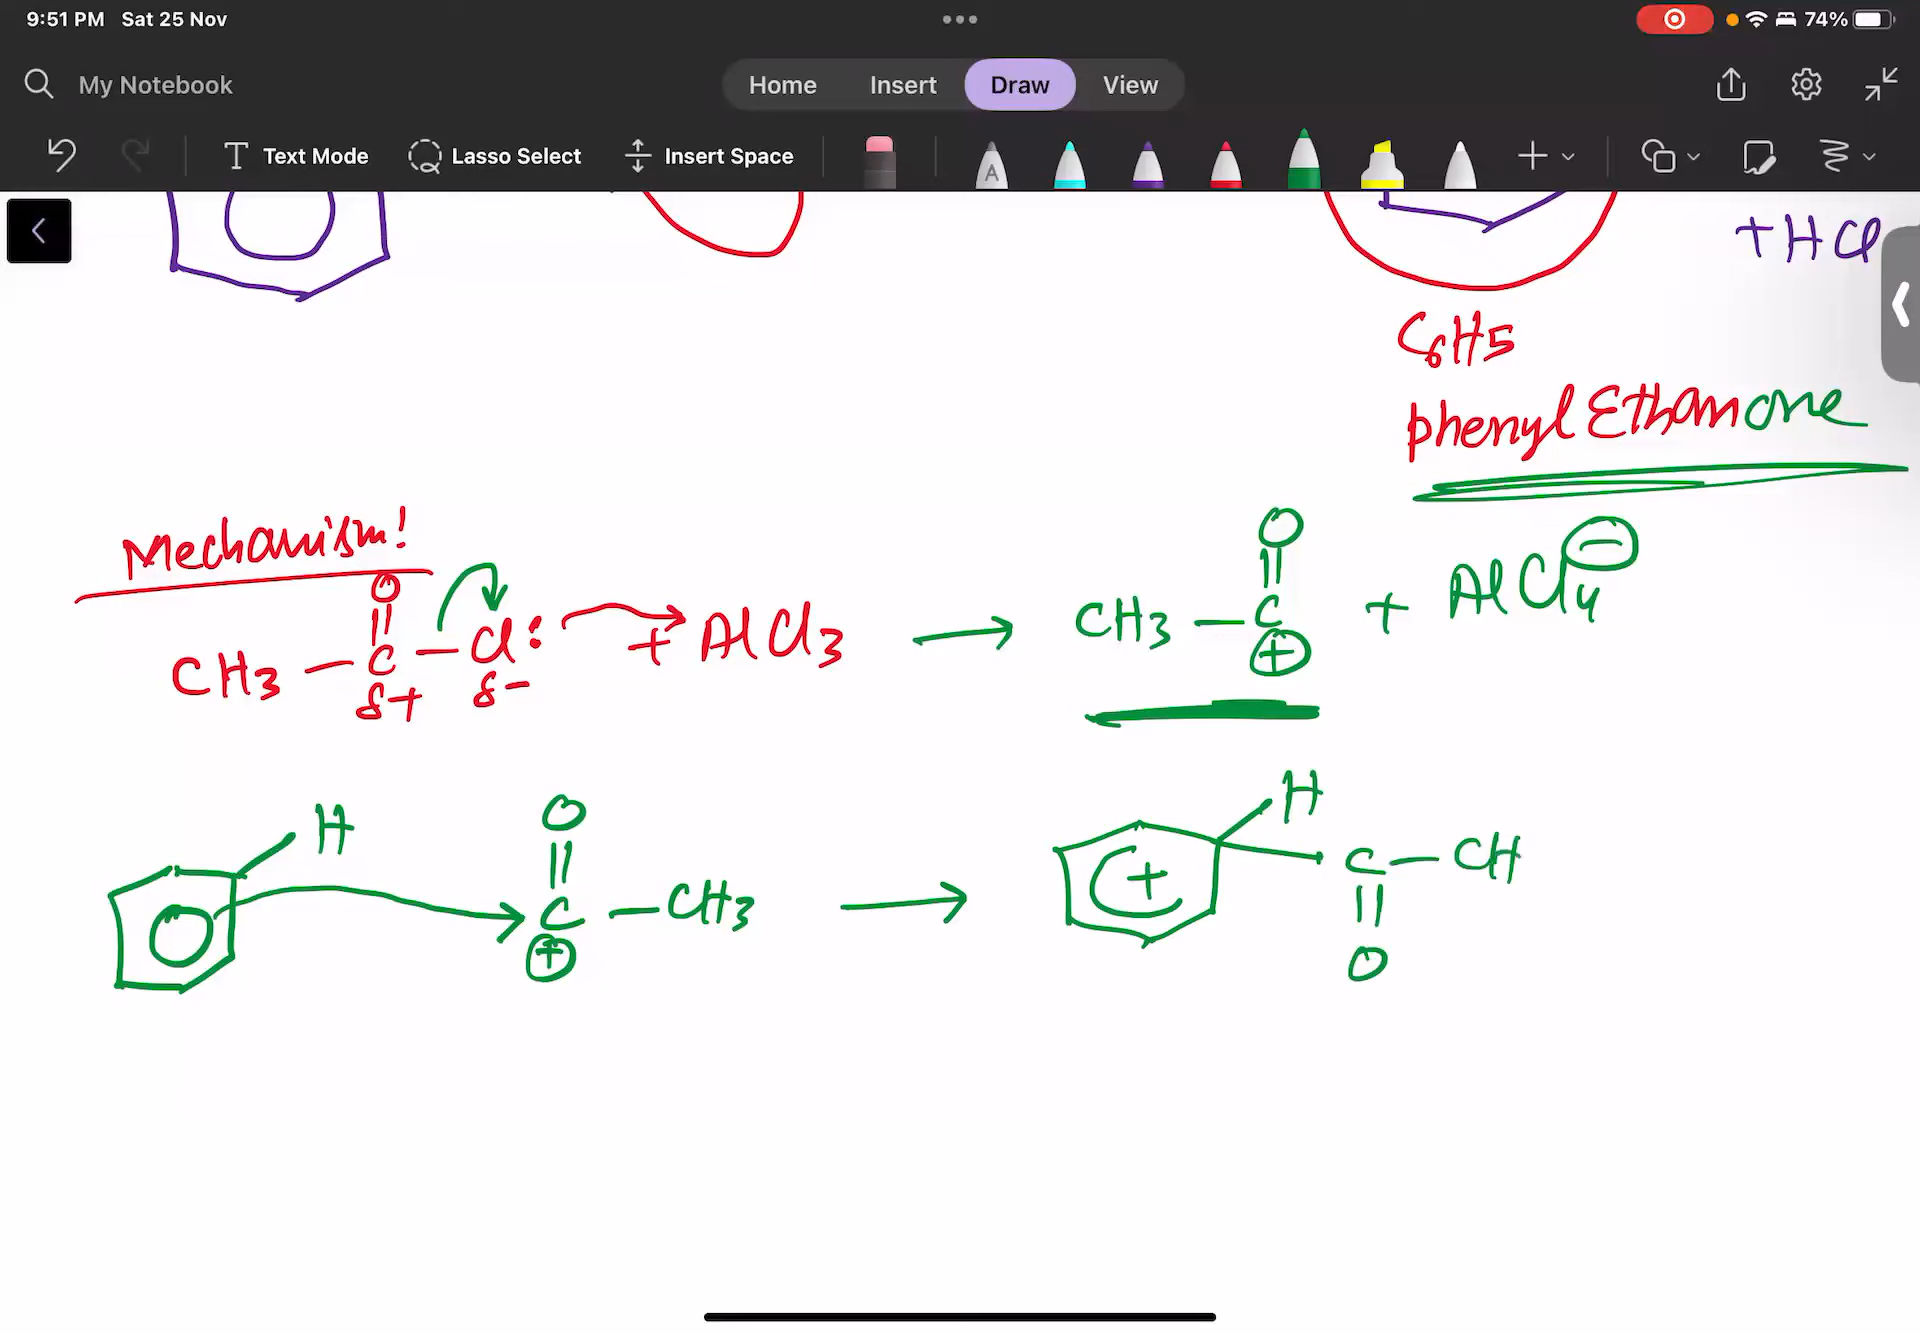 9:51 PM Sat 25 Nov
74%
My Notebook
Home Insert Draw View
Text Mode Lasso Select Insert Space
A
+HCl
C6H5
phenyl Ethanone
Mechanism!
O
||
CH3 — C — Cl: + AlCl3 → CH3 — C + AlCl4 ⊖
δ+ δ-
O
||
⊕
H
O
||
C — CH3 →
⊕
H
+
C — CH
||
O